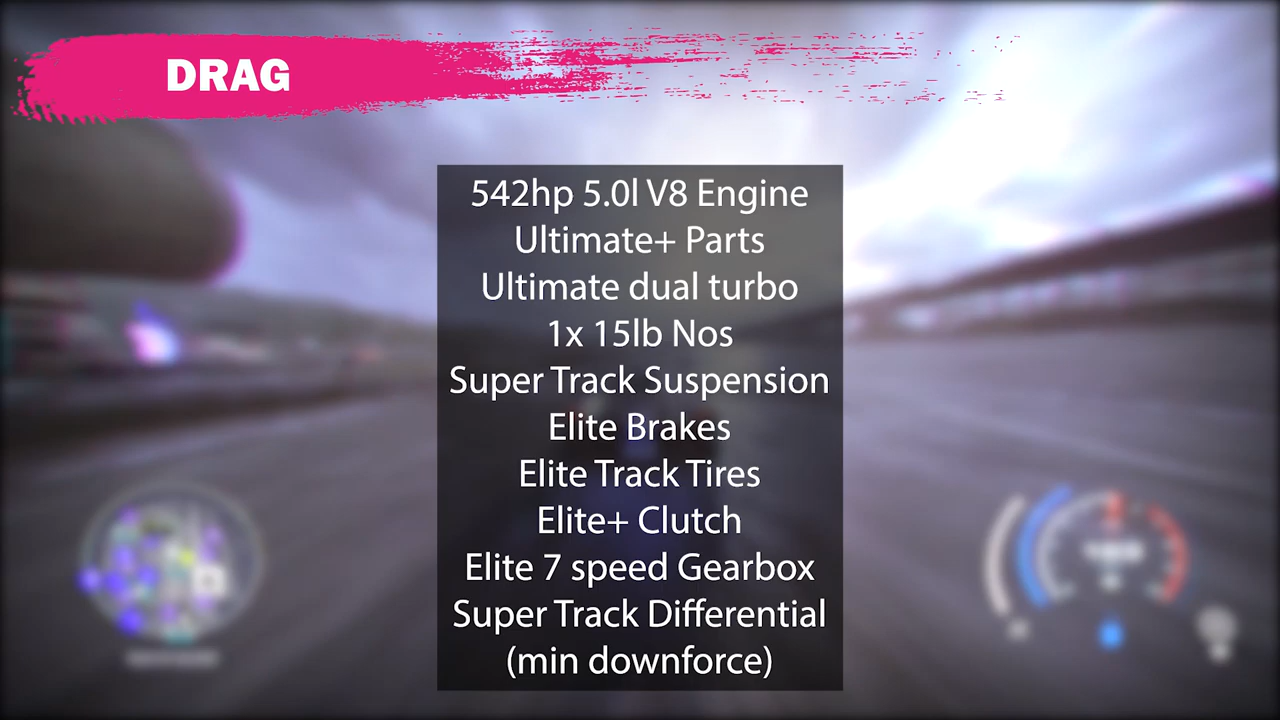 DRAG
542hp 5.0l V8 Engine
Ultimate+ Parts
Ultimate dual turbo
1x 15lb Nos
Super Track Suspension
Elite Brakes
Elite Track Tires
Elite+ Clutch
Elite 7 speed Gearbox
Super Track Differential
(min downforce)